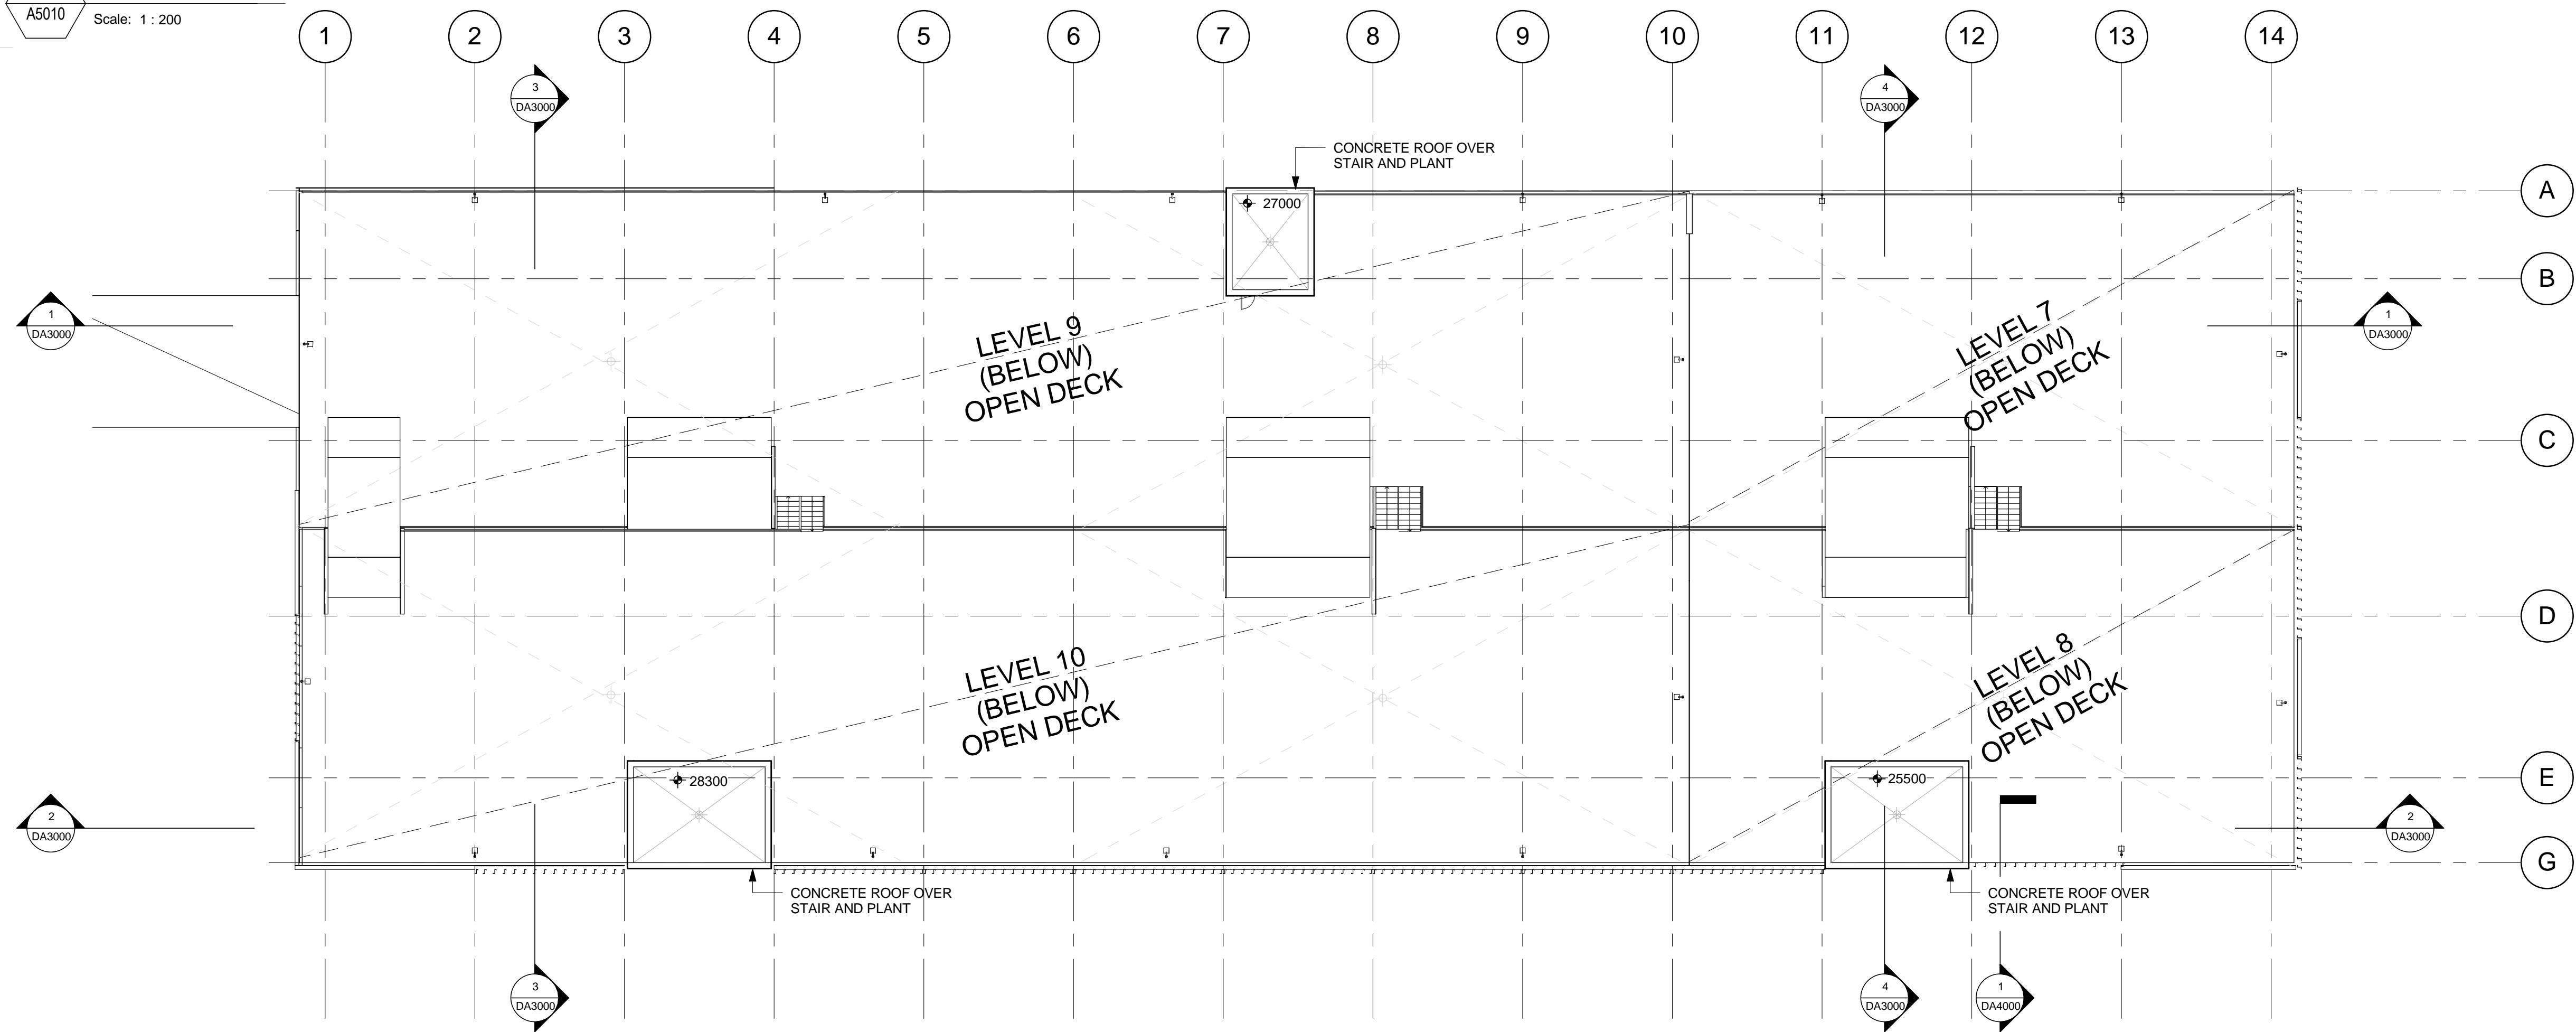 A5010
Scale: 1 : 200
1
2
3
4
5
6
7
8
9
10
11
12
13
14
3
DA3000
4
DA3000
CONCRETE ROOF OVER
STAIR AND PLANT
A
27000
B
1
DA3000
LEVEL 9
(BELOW)
OPEN DECK
LEVEL 7
(BELOW)
OPEN DECK
1
DA3000
C
D
LEVEL 10
(BELOW)
OPEN DECK
LEVEL 8
(BELOW)
OPEN DECK
28300
25500
E
2
DA3000
2
DA3000
G
CONCRETE ROOF OVER
STAIR AND PLANT
CONCRETE ROOF OVER
STAIR AND PLANT
3
DA3000
4
DA3000
1
DA4000